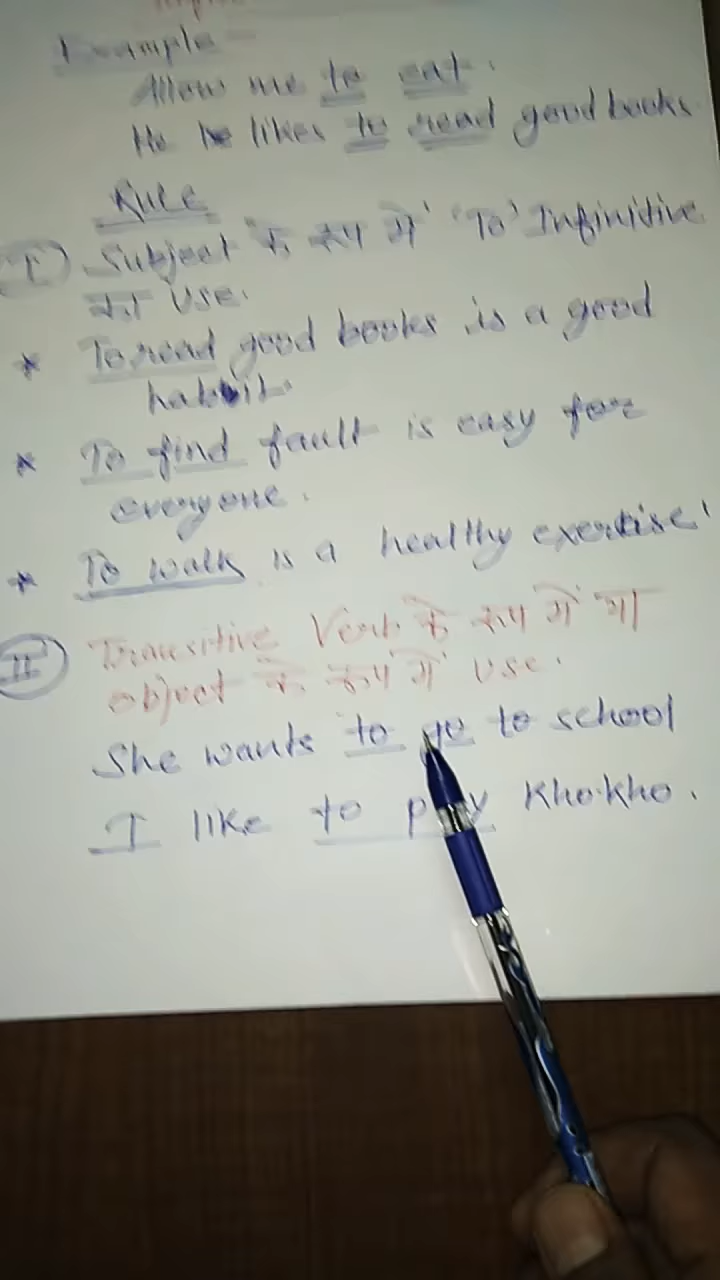 Example
Allow me to eat.
He likes to read good books
Rule
I Subject के रूप में 'To' Infinitive
का use.
* To read good books is a good
habit
* To find fault is easy for
everyone.
* To walk is a healthy exercise.
II Transitive Verb के रूप में या
object के रूप में use.
She wants to go to school
I like to play Kho-kho.